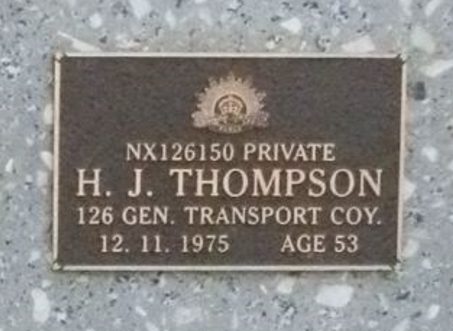 NX126150 PRIVATE
H. J. THOMPSON
126 GEN. TRANSPORT COY.
12. 11. 1975 AGE 53